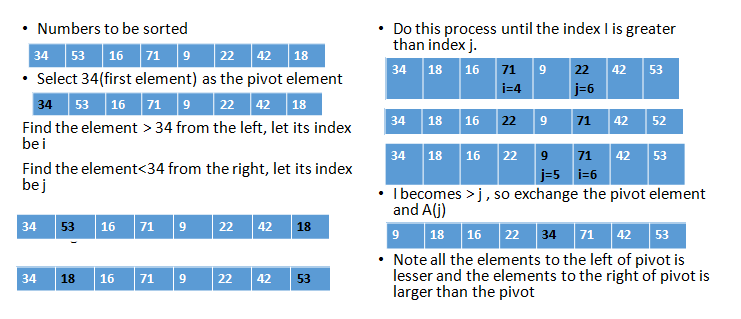 • Numbers to be sorted
34 53 16 71 9 22 42 18
• Select 34(first element) as the pivot element
34 53 16 71 9 22 42 18
Find the element > 34 from the left, let its index
be i
Find the element<34 from the right, let its index
be j
34 53 16 71 9 22 42 18
34 18 16 71 9 22 42 53
• Do this process until the index I is greater
than index j.
34 18 16 71 9 22 42 53
i=4 j=6
34 18 16 22 9 71 42 52
34 18 16 22 9 71 42 53
j=5 i=6
• I becomes > j , so exchange the pivot element
and A(j)
9 18 16 22 34 71 42 53
• Note all the elements to the left of pivot is
lesser and the elements to the right of pivot is
larger than the pivot